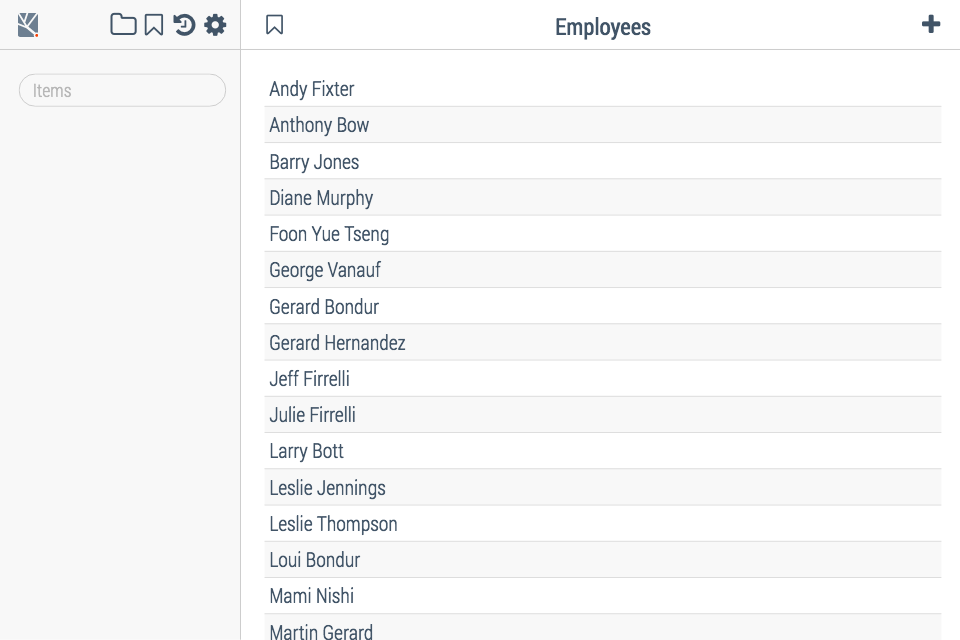 Employees
Items
Andy Fixter
Anthony Bow
Barry Jones
Diane Murphy
Foon Yue Tseng
George Vanauf
Gerard Bondur
Gerard Hernandez
Jeff Firrelli
Julie Firrelli
Larry Bott
Leslie Jennings
Leslie Thompson
Loui Bondur
Mami Nishi
Martin Gerard